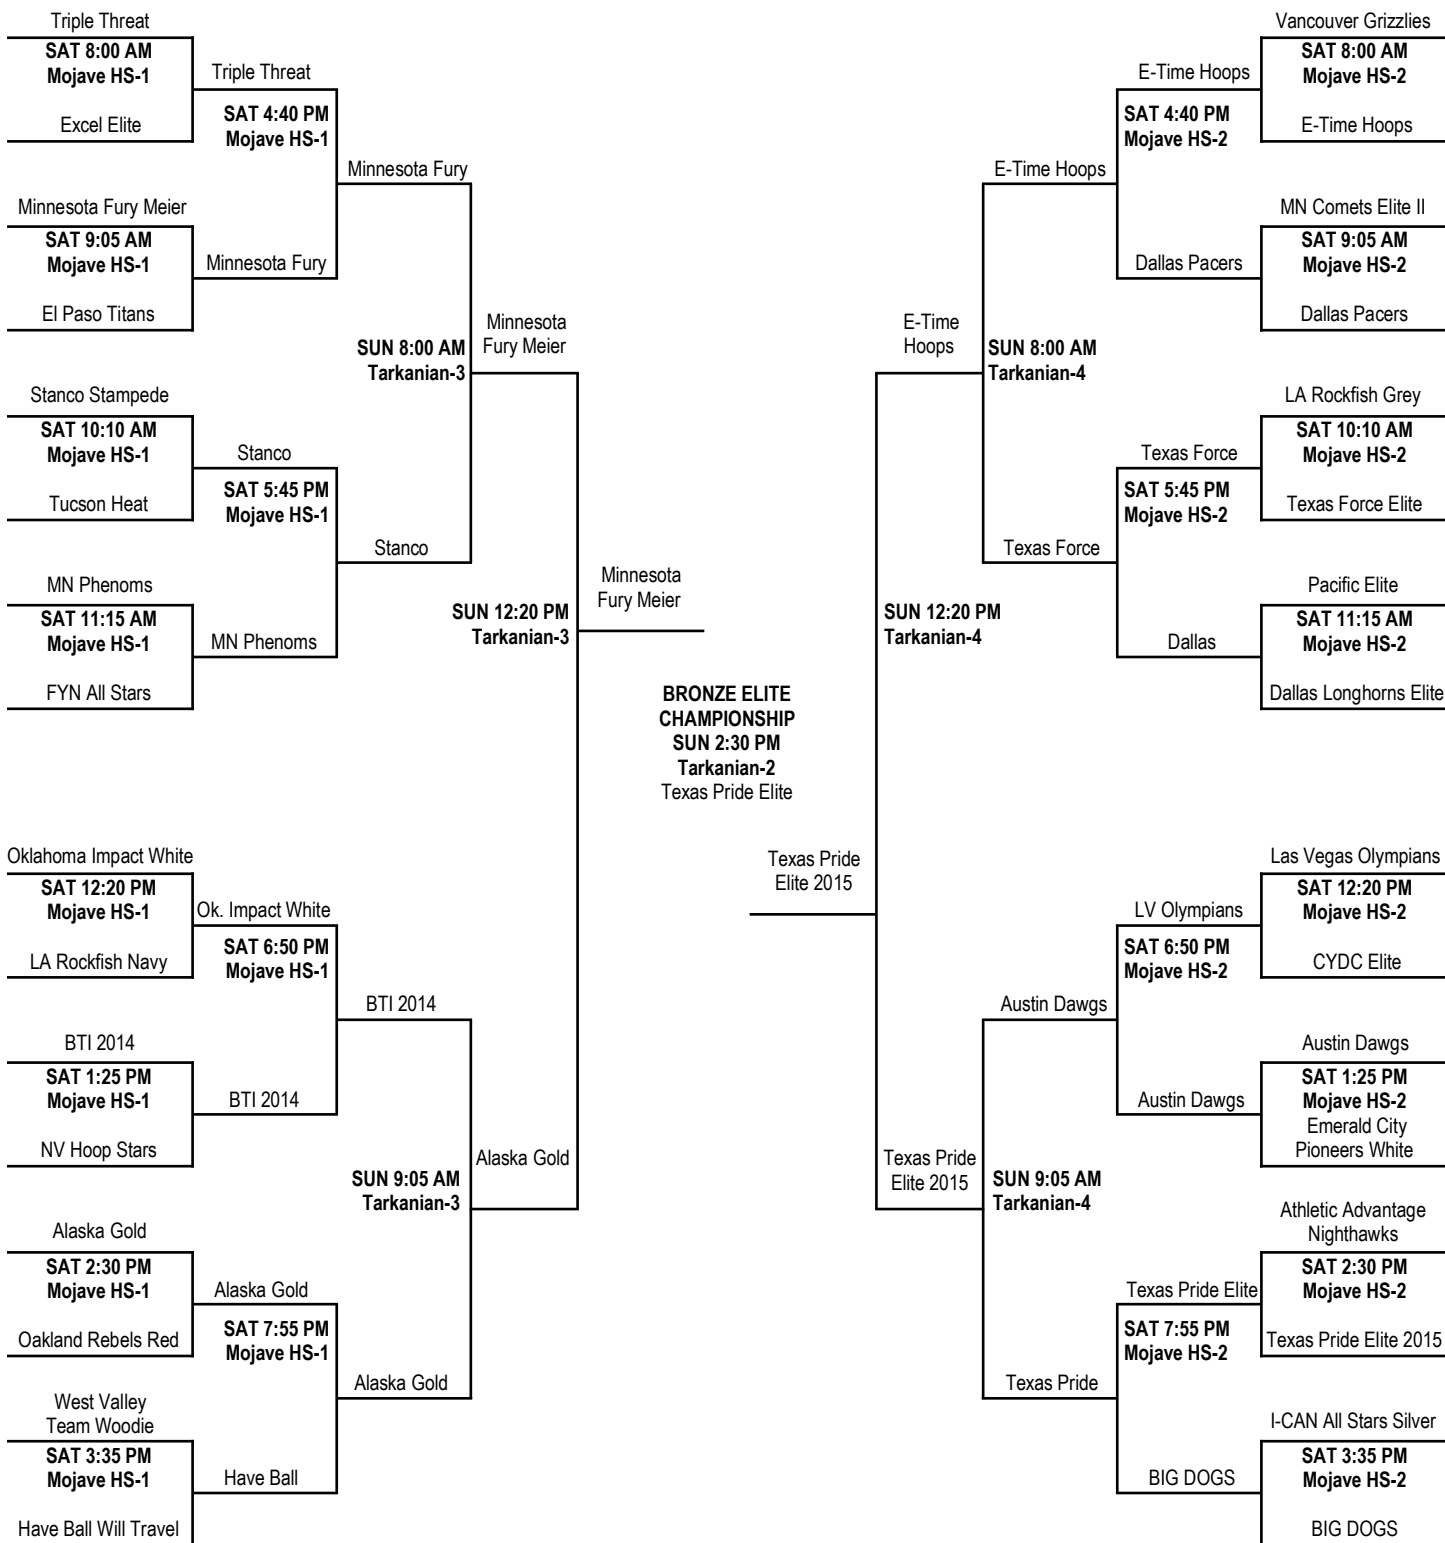 Triple Threat
SAT 8:00 AM
Mojave HS-1
Excel Elite
Minnesota Fury Meier
SAT 9:05 AM
Mojave HS-1
El Paso Titans
Stanco Stampede
SAT 10:10 AM
Mojave HS-1
Tucson Heat
MN Phenoms
SAT 11:15 AM
Mojave HS-1
FYN All Stars
Oklahoma Impact White
SAT 12:20 PM
Mojave HS-1
LA Rockfish Navy
BTI 2014
SAT 1:25 PM
Mojave HS-1
NV Hoop Stars
Alaska Gold
SAT 2:30 PM
Mojave HS-1
Oakland Rebels Red
West Valley
Team Woodie
SAT 3:35 PM
Mojave HS-1
Have Ball Will Travel
Triple Threat
SAT 4:40 PM
Mojave HS-1
Minnesota Fury
Stanco
SAT 5:45 PM
Mojave HS-1
MN Phenoms
Ok. Impact White
SAT 6:50 PM
Mojave HS-1
BTI 2014
Alaska Gold
SAT 7:55 PM
Mojave HS-1
Have Ball
Minnesota Fury
SUN 8:00 AM
Tarkanian-3
Stanco
BTI 2014
SUN 9:05 AM
Tarkanian-3
Alaska Gold
Minnesota
Fury Meier
SUN 12:20 PM
Tarkanian-3
Alaska Gold
Minnesota
Fury Meier
BRONZE ELITE
CHAMPIONSHIP
SUN 2:30 PM
Tarkanian-2
Texas Pride Elite
Texas Pride
Elite 2015
E-Time
Hoops
SUN 12:20 PM
Tarkanian-4
Texas Pride
Elite 2015
E-Time Hoops
SUN 8:00 AM
Tarkanian-4
Texas Force
Austin Dawgs
SUN 9:05 AM
Tarkanian-4
Texas Pride
E-Time Hoops
SAT 4:40 PM
Mojave HS-2
Dallas Pacers
Texas Force
SAT 5:45 PM
Mojave HS-2
Dallas
LV Olympians
SAT 6:50 PM
Mojave HS-2
Austin Dawgs
Texas Pride Elite
SAT 7:55 PM
Mojave HS-2
BIG DOGS
Vancouver Grizzlies
SAT 8:00 AM
Mojave HS-2
E-Time Hoops
MN Comets Elite II
SAT 9:05 AM
Mojave HS-2
Dallas Pacers
LA Rockfish Grey
SAT 10:10 AM
Mojave HS-2
Texas Force Elite
Pacific Elite
SAT 11:15 AM
Mojave HS-2
Dallas Longhorns Elite
Las Vegas Olympians
SAT 12:20 PM
Mojave HS-2
CYDC Elite
Austin Dawgs
SAT 1:25 PM
Mojave HS-2
Emerald City
Pioneers White
Athletic Advantage
Nighthawks
SAT 2:30 PM
Mojave HS-2
Texas Pride Elite 2015
I-CAN All Stars Silver
SAT 3:35 PM
Mojave HS-2
BIG DOGS